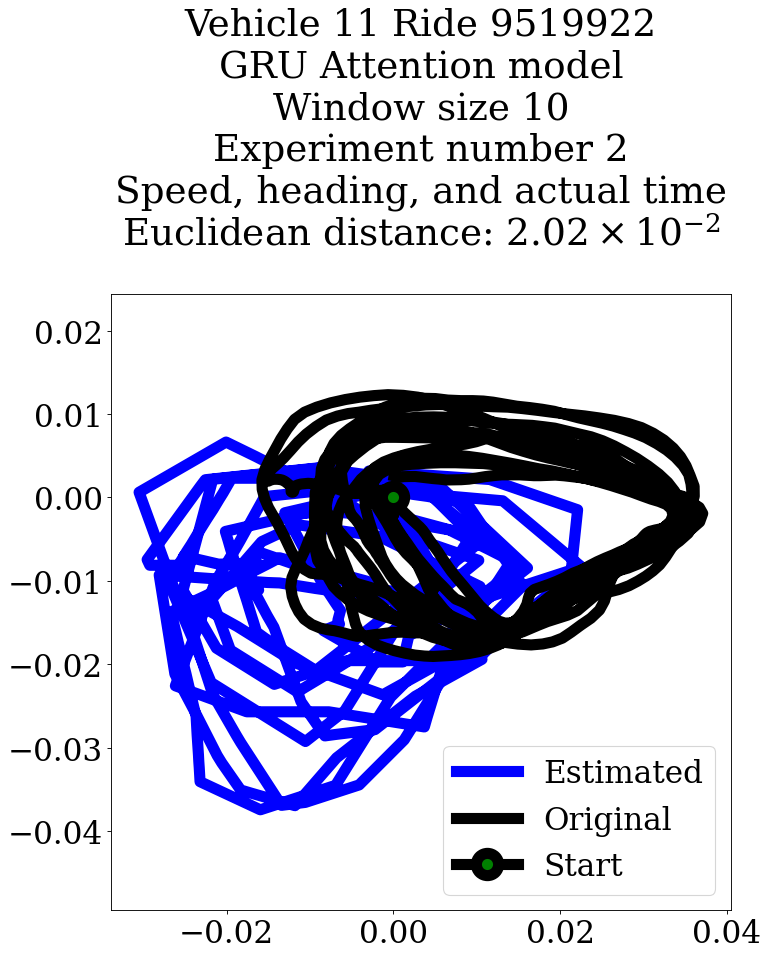 Vehicle 11 Ride 9519922
GRU Attention model
Window size 10
Experiment number 2
Speed, heading, and actual time
Euclidean distance: 2.02 × 10⁻²
0.02
0.01
0.00
−0.01
−0.02
−0.03
−0.04
Estimated
Original
Start
−0.02 0.00 0.02 0.04